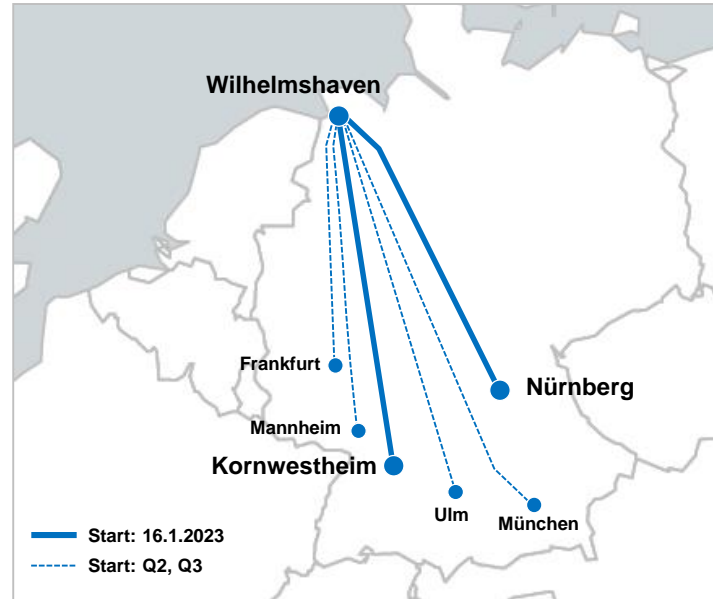 Wilhelmshaven
Frankfurt
Nürnberg
Mannheim
Kornwestheim
Ulm
München
Start: 16.1.2023
Start: Q2, Q3